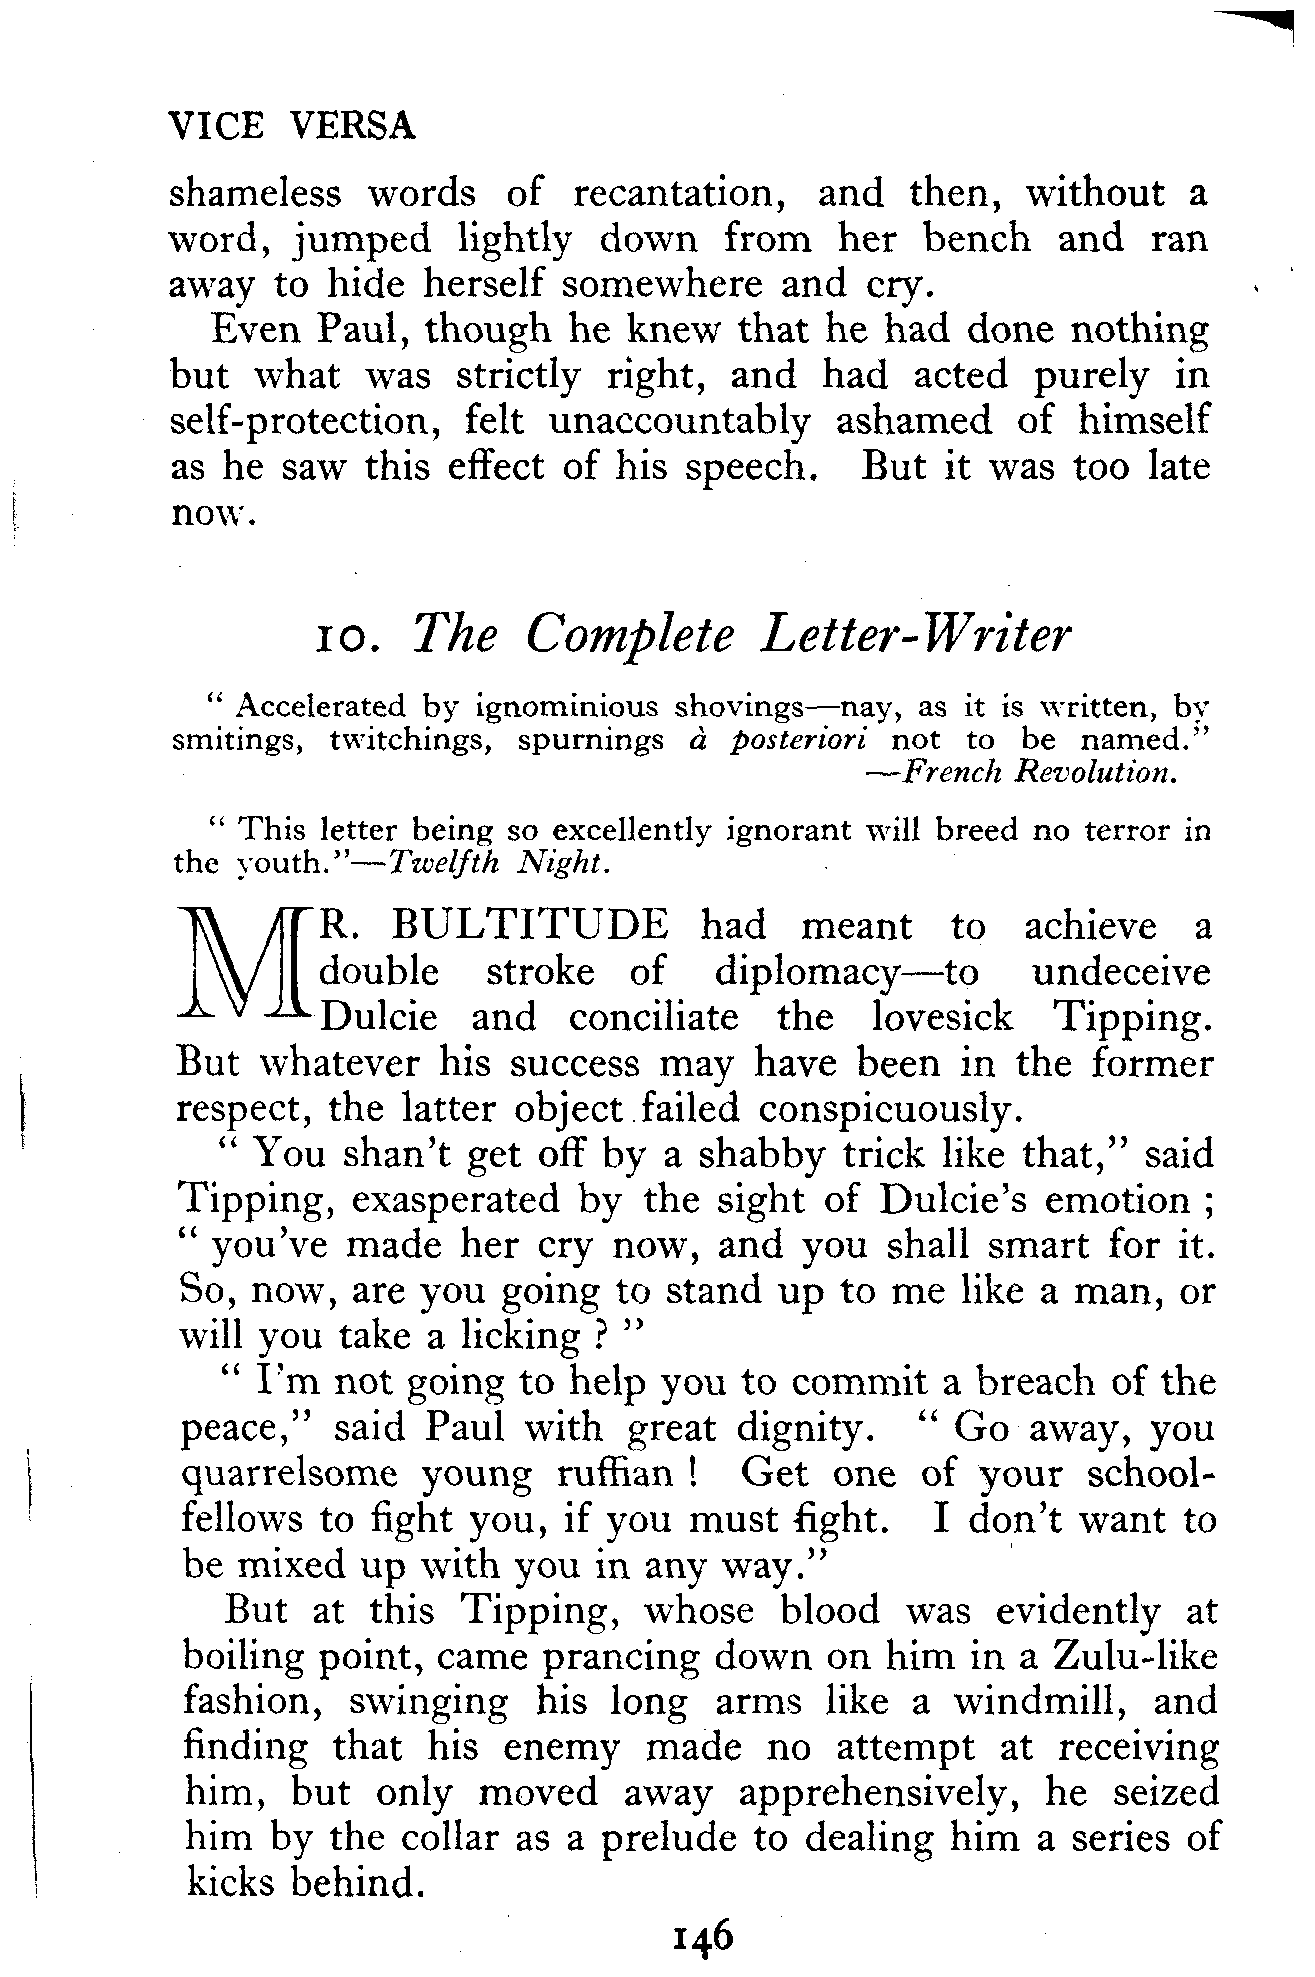 VICE VERSA
shameless words of recantation, and then, without a
word, jumped lightly down from her bench and ran
away to hide herself somewhere and cry.
Even Paul, though he knew that he had done nothing
but what was strictly right, and had acted purely in
self-protection, felt unaccountably ashamed of himself
as he saw this effect of his speech. But it was too late
now.
10. The Complete Letter-Writer
“ Accelerated by ignominious shovings—nay, as it is written, by
smitings, twitchings, spurnings à posteriori not to be named.”
—French Revolution.
“ This letter being so excellently ignorant will breed no terror in
the youth.”—Twelfth Night.
MR. BULTITUDE had meant to achieve a
double stroke of diplomacy—to undeceive
Dulcie and conciliate the lovesick Tipping.
But whatever his success may have been in the former
respect, the latter object failed conspicuously.
“ You shan't get off by a shabby trick like that,” said
Tipping, exasperated by the sight of Dulcie's emotion ;
“ you've made her cry now, and you shall smart for it.
So, now, are you going to stand up to me like a man, or
will you take a licking ? ”
“ I'm not going to help you to commit a breach of the
peace,” said Paul with great dignity. “ Go away, you
quarrelsome young ruffian ! Get one of your school-
fellows to fight you, if you must fight. I don't want to
be mixed up with you in any way.”
But at this Tipping, whose blood was evidently at
boiling point, came prancing down on him in a Zulu-like
fashion, swinging his long arms like a windmill, and
finding that his enemy made no attempt at receiving
him, but only moved away apprehensively, he seized
him by the collar as a prelude to dealing him a series of
kicks behind.
146